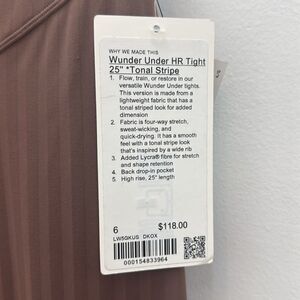 WHY WE MADE THIS
Wunder Under HR Tight
25" *Tonal Stripe
1. Flow, train, or restore in our
versatile Wunder Under tights.
This version is made from a
lightweight fabric that has a
tonal striped look for added
dimension
2. Fabric is four-way stretch,
sweat-wicking, and
quick-drying. It has a smooth
feel with a tonal stripe look
that's inspired by a wide rib
3. Added Lycra® fibre for stretch
and shape retention
4. Back drop-in pocket
5. High rise, 25" length
6
$118.00
LW5GKUS DKOX
000154833964